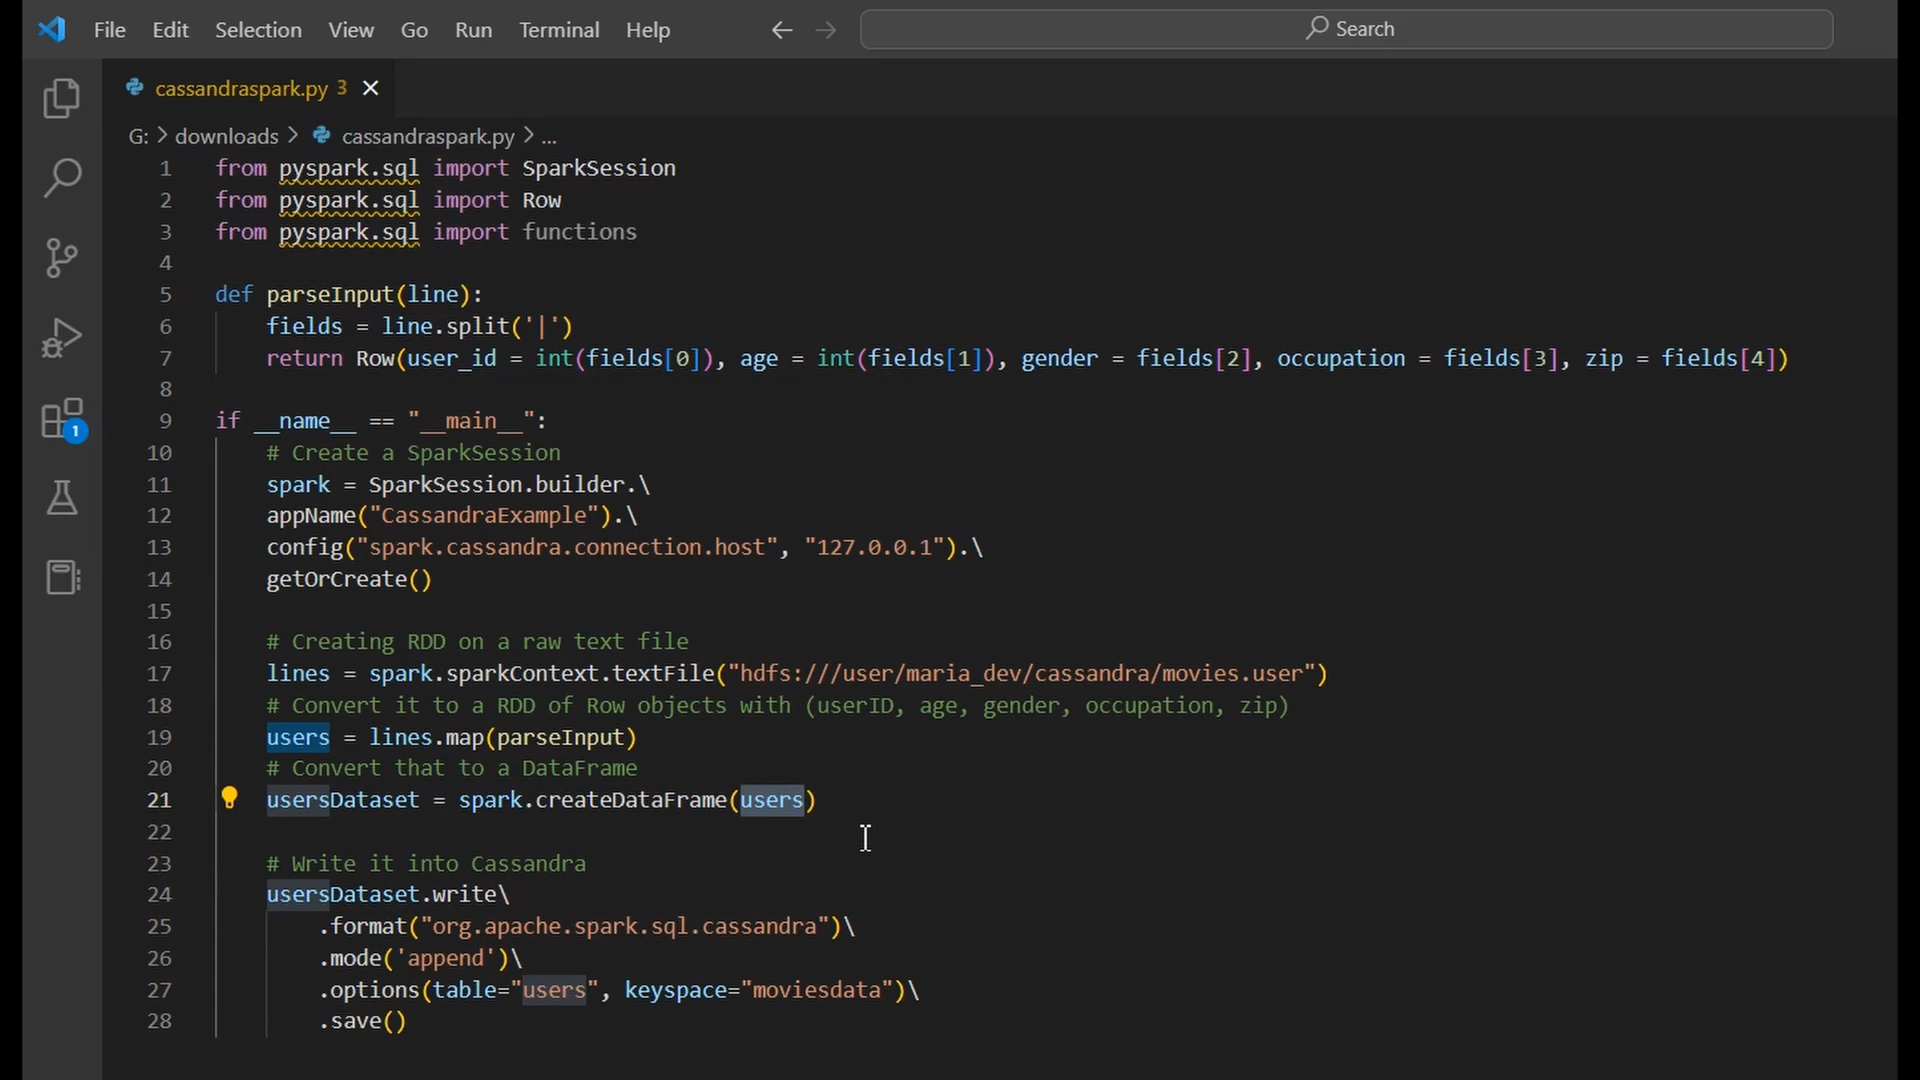 File Edit Selection View Go Run Terminal Help Search
cassandraspark.py 3
G: > downloads > cassandraspark.py > ...
1 from pyspark.sql import SparkSession
2 from pyspark.sql import Row
3 from pyspark.sql import functions
4
5 def parseInput(line):
6     fields = line.split('|')
7     return Row(user_id = int(fields[0]), age = int(fields[1]), gender = fields[2], occupation = fields[3], zip = fields[4])
8
9 if __name__ == "__main__":
10     # Create a SparkSession
11     spark = SparkSession.builder.\
12     appName("CassandraExample").\
13     config("spark.cassandra.connection.host", "127.0.0.1").\
14     getOrCreate()
15
16     # Creating RDD on a raw text file
17     lines = spark.sparkContext.textFile("hdfs:///user/maria_dev/cassandra/movies.user")
18     # Convert it to a RDD of Row objects with (userID, age, gender, occupation, zip)
19     users = lines.map(parseInput)
20     # Convert that to a DataFrame
21     usersDataset = spark.createDataFrame(users)
22
23     # Write it into Cassandra
24     usersDataset.write\
25         .format("org.apache.spark.sql.cassandra")\
26         .mode('append')\
27         .options(table="users", keyspace="moviesdata")\
28         .save()
1